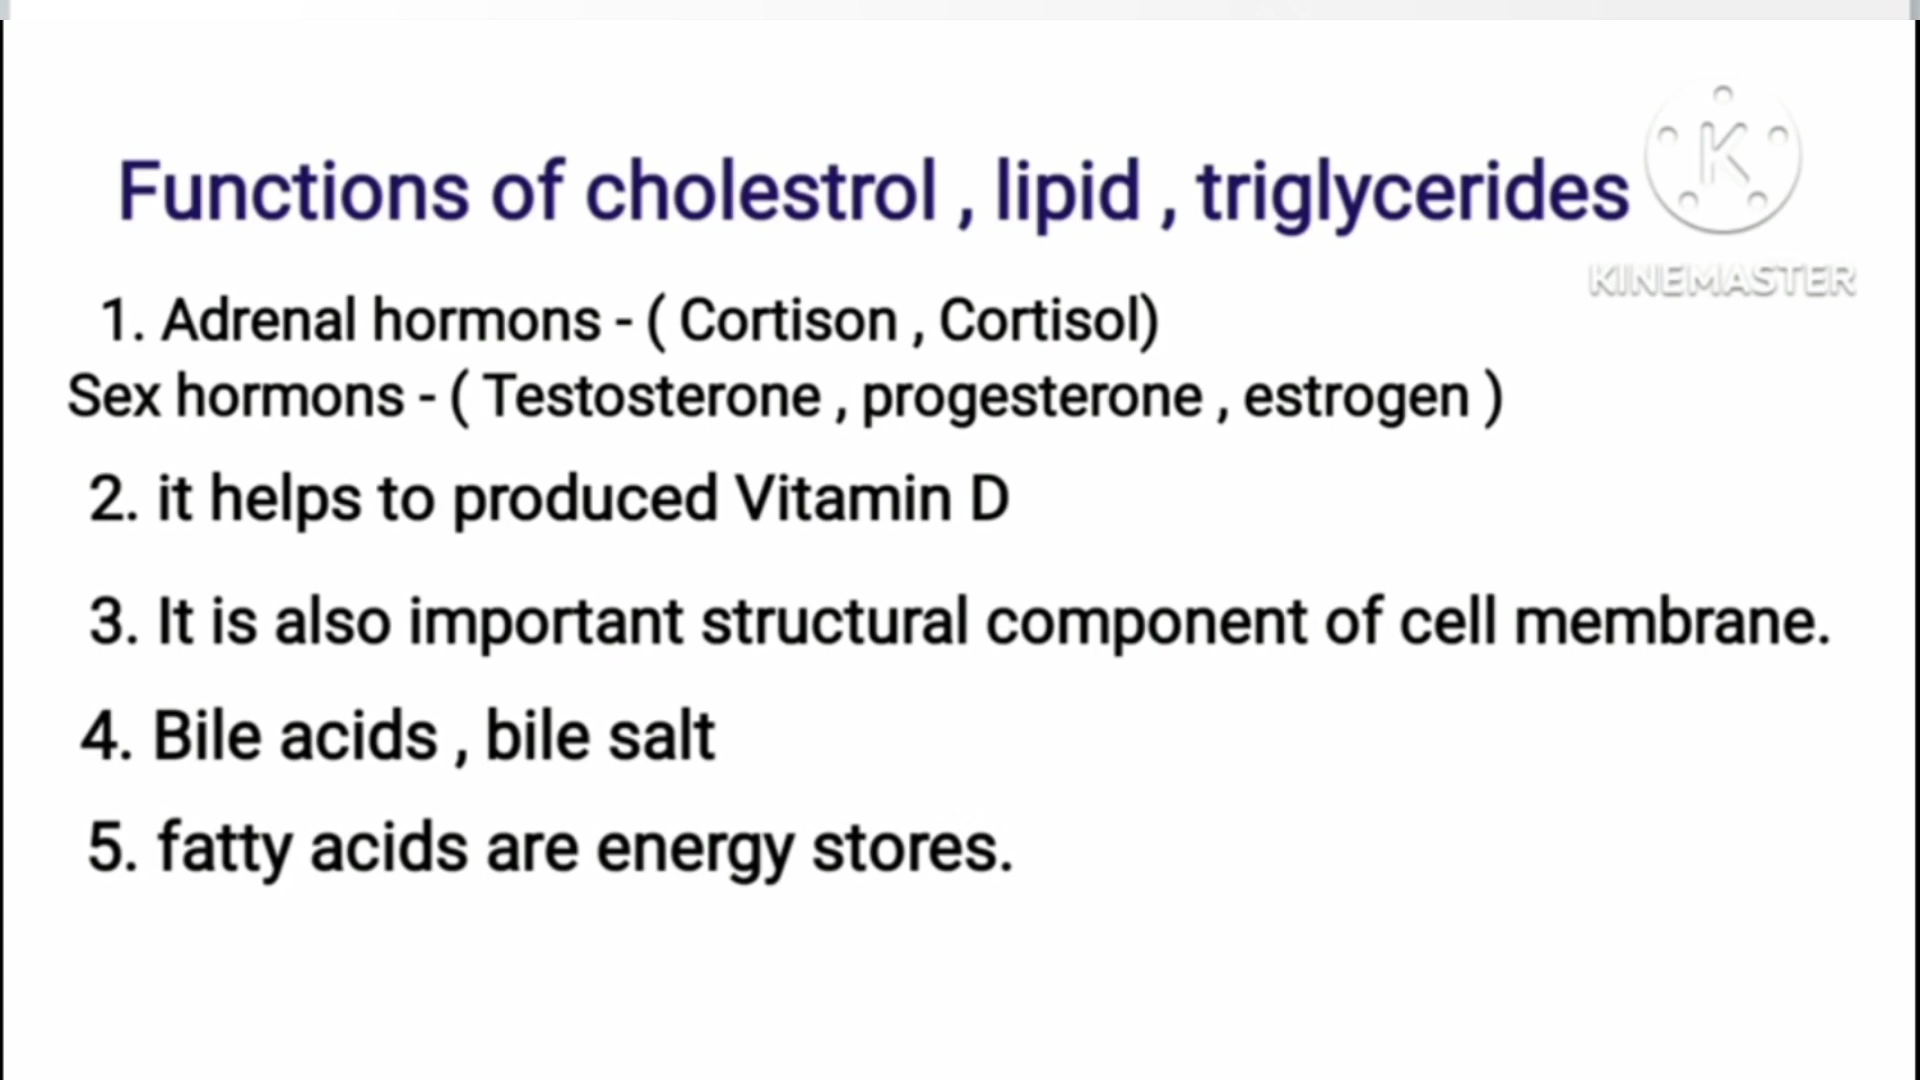 Functions of cholestrol , lipid , triglycerides
K
KINEMASTER
1. Adrenal hormons - ( Cortison , Cortisol)
Sex hormons - ( Testosterone , progesterone , estrogen )
2. it helps to produced Vitamin D
3. It is also important structural component of cell membrane.
4. Bile acids , bile salt
5. fatty acids are energy stores.